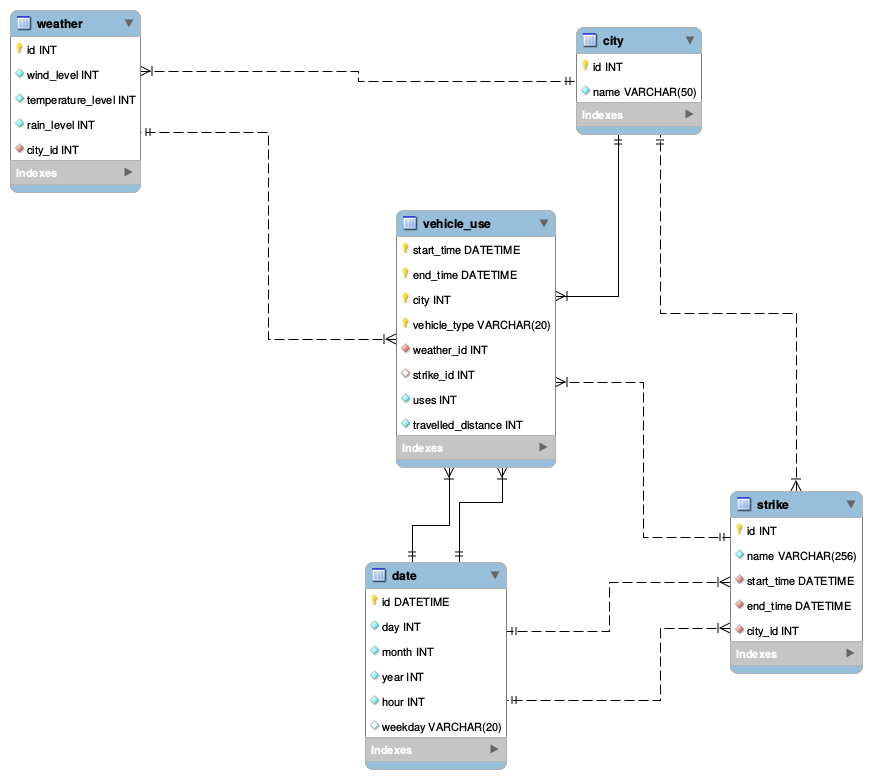 weather
id INT
wind_level INT
temperature_level INT
rain_level INT
city_id INT
Indexes
city
id INT
name VARCHAR(50)
Indexes
vehicle_use
start_time DATETIME
end_time DATETIME
city INT
vehicle_type VARCHAR(20)
weather_id INT
strike_id INT
uses INT
travelled_distance INT
Indexes
strike
id INT
name VARCHAR(256)
start_time DATETIME
end_time DATETIME
city_id INT
Indexes
date
id DATETIME
day INT
month INT
year INT
hour INT
weekday VARCHAR(20)
Indexes